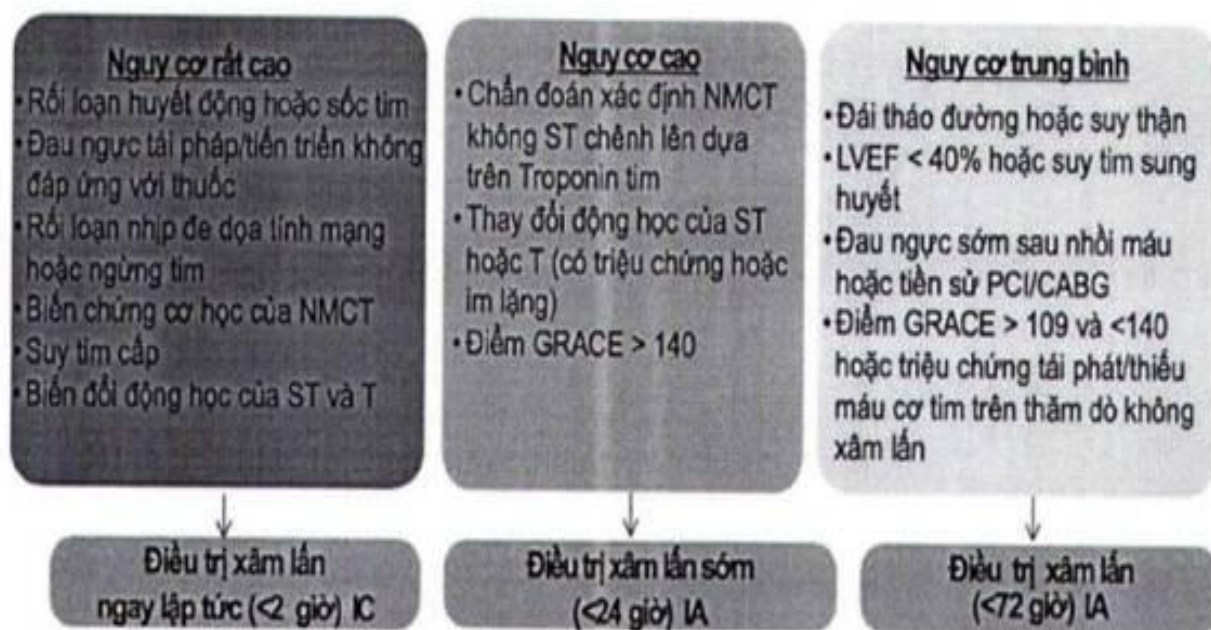 Nguy cơ rất cao
• Rối loạn huyết động hoặc sốc tim
• Đau ngực tái pháp/tiến triển không
đáp ứng với thuốc
• Rối loạn nhịp đe dọa tính mạng
hoặc ngừng tim
• Biến chứng cơ học của NMCT
• Suy tim cấp
• Biến đổi động học của ST và T
Điều trị xâm lấn
ngay lập tức (<2 giờ) IC
Nguy cơ cao
• Chẩn đoán xác định NMCT
không ST chênh lên dựa
trên Troponin tim
• Thay đổi động học của ST
hoặc T (có triệu chứng hoặc
im lặng)
• Điểm GRACE > 140
Điều trị xâm lấn sớm
(<24 giờ) IA
Nguy cơ trung bình
• Đái tháo đường hoặc suy thận
• LVEF < 40% hoặc suy tim sung
huyết
• Đau ngực sớm sau nhồi máu
hoặc tiền sử PCI/CABG
• Điểm GRACE > 109 và <140
hoặc triệu chứng tái phát/thiếu
máu cơ tim trên thăm dò không
xâm lấn
Điều trị xâm lấn
(<72 giờ) IA